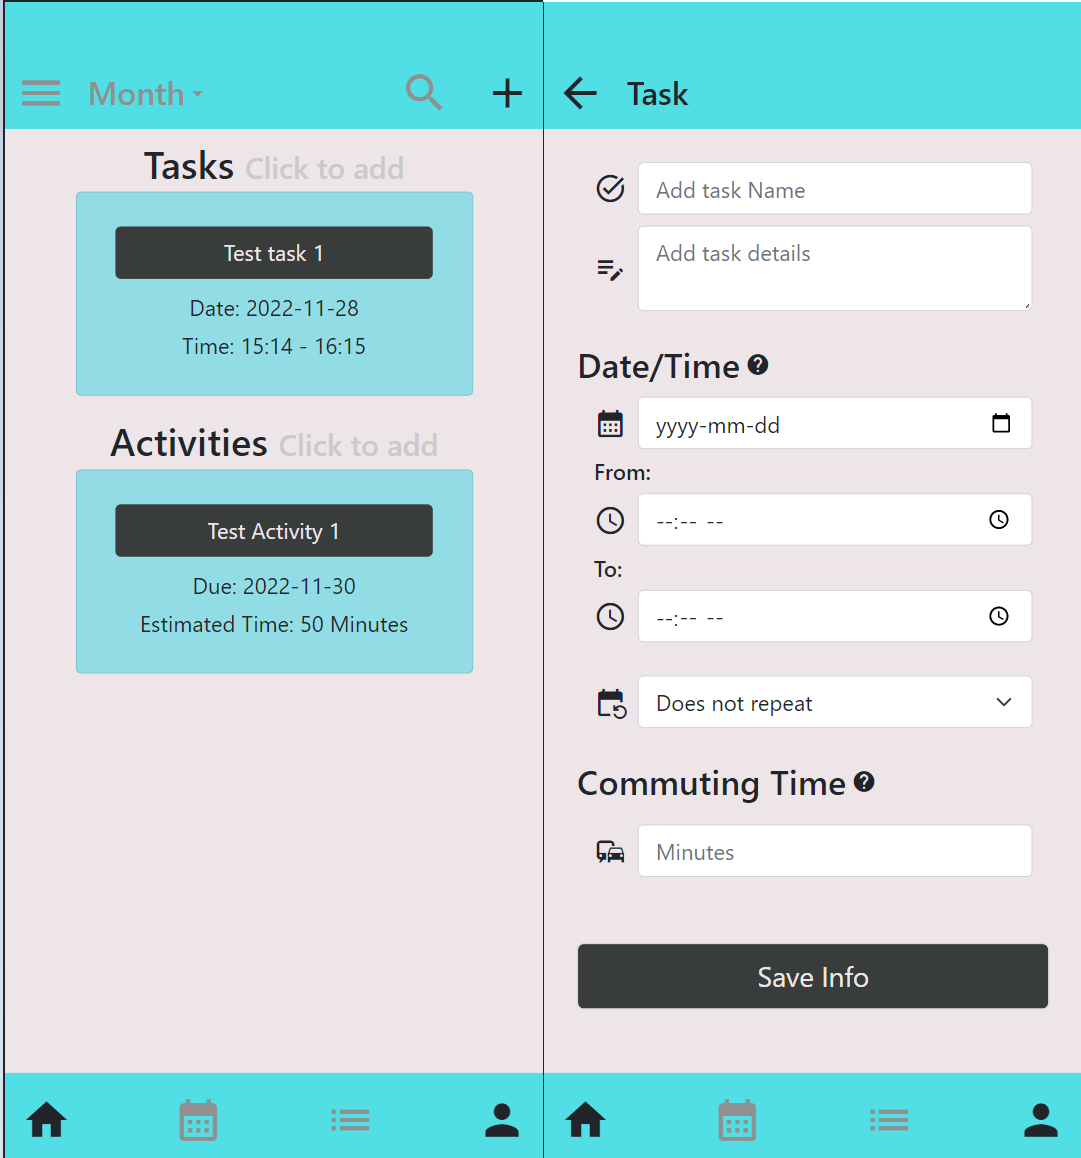 Month
Tasks Click to add
Test task 1
Date: 2022-11-28
Time: 15:14 - 16:15
Activities Click to add
Test Activity 1
Due: 2022-11-30
Estimated Time: 50 Minutes
Task
Add task Name
Add task details
Date/Time
yyyy-mm-dd
From:
--:-- --
To:
--:-- --
Does not repeat
Commuting Time
Minutes
Save Info